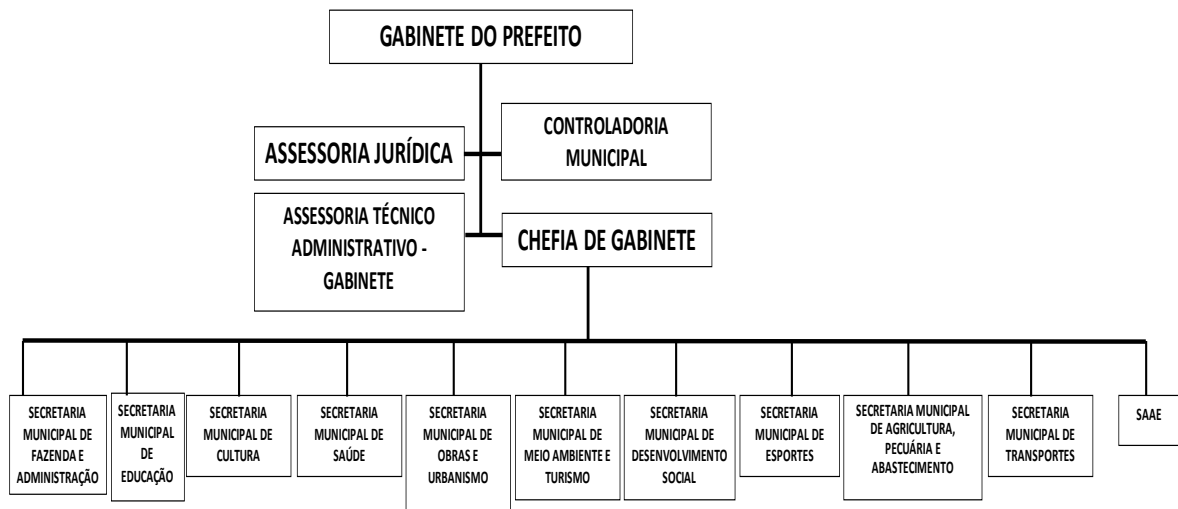 GABINETE DO PREFEITO
ASSESSORIA JURÍDICA
CONTROLADORIA
MUNICIPAL
ASSESSORIA TÉCNICO
ADMINISTRATIVO -
GABINETE
CHEFIA DE GABINETE
SECRETARIA
MUNICIPAL DE
FAZENDA E
ADMINISTRAÇÃO
SECRETARIA
MUNICIPAL
DE
EDUCAÇÃO
SECRETARIA
MUNICIPAL DE
CULTURA
SECRETARIA
MUNICIPAL DE
SAÚDE
SECRETARIA
MUNICIPAL DE
OBRAS E
URBANISMO
SECRETARIA
MUNICIPAL DE
MEIO AMBIENTE E
TURISMO
SECRETARIA
MUNICIPAL DE
DESENVOLVIMENTO
SOCIAL
SECRETARIA
MUNICIPAL DE
ESPORTES
SECRETARIA MUNICIPAL
DE AGRICULTURA,
PECUÁRIA E
ABASTECIMENTO
SECRETARIA
MUNICIPAL DE
TRANSPORTES
SAAE